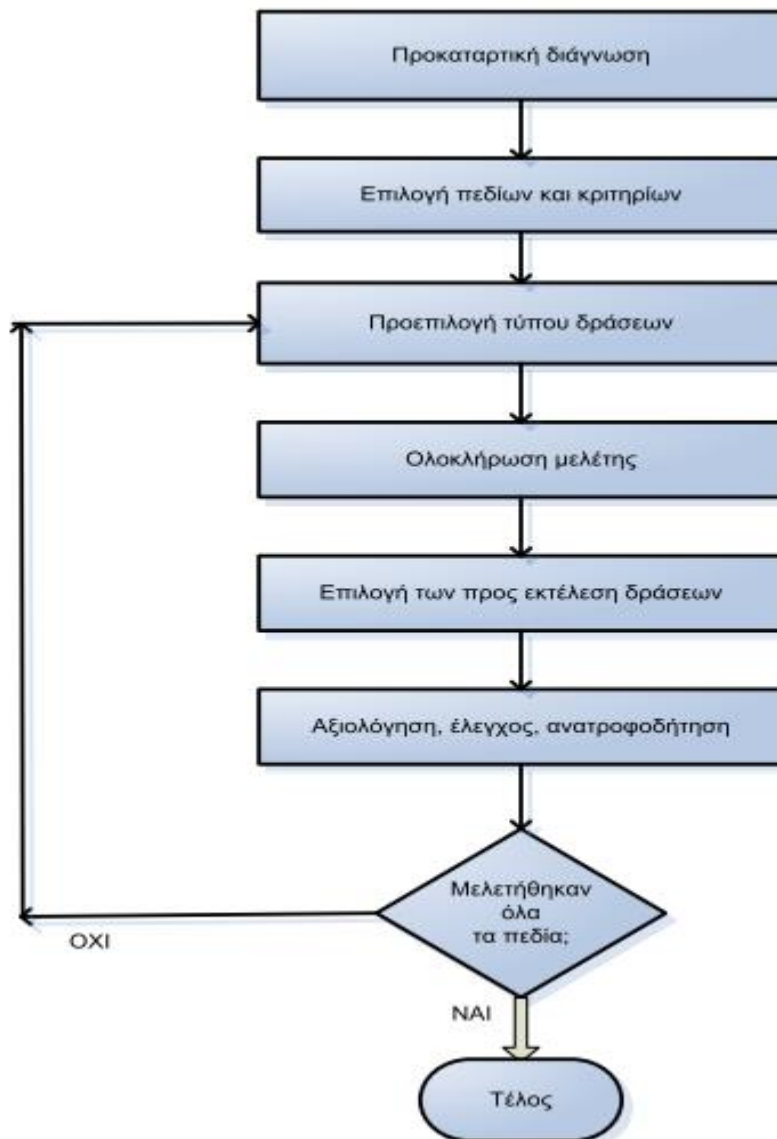 Προκαταρτική διάγνωση
Επιλογή πεδίων και κριτηρίων
Προεπιλογή τύπου δράσεων
Ολοκλήρωση μελέτης
Επιλογή των προς εκτέλεση δράσεων
Αξιολόγηση, έλεγχος, ανατροφοδήτηση
Μελετήθηκαν
όλα
τα πεδία;
ΟΧΙ
ΝΑΙ
Τέλος